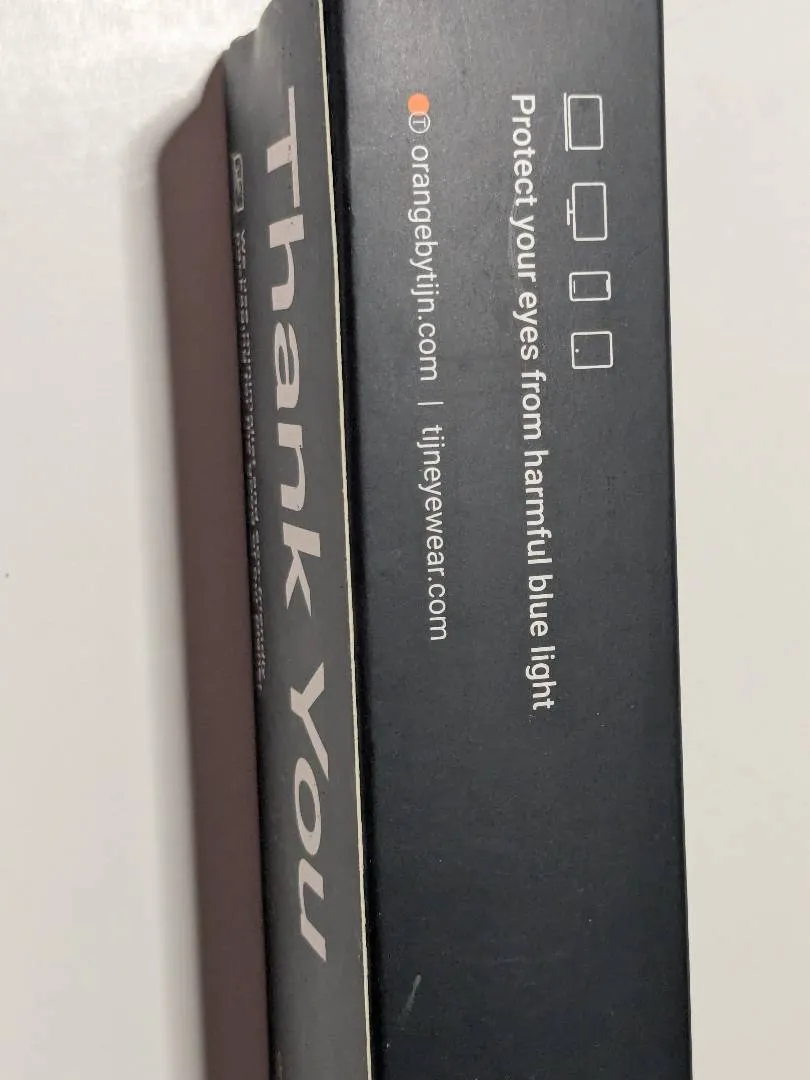 Protect your eyes from harmful blue light
T orangebytijn.com | tijneyewear.com
Thank You